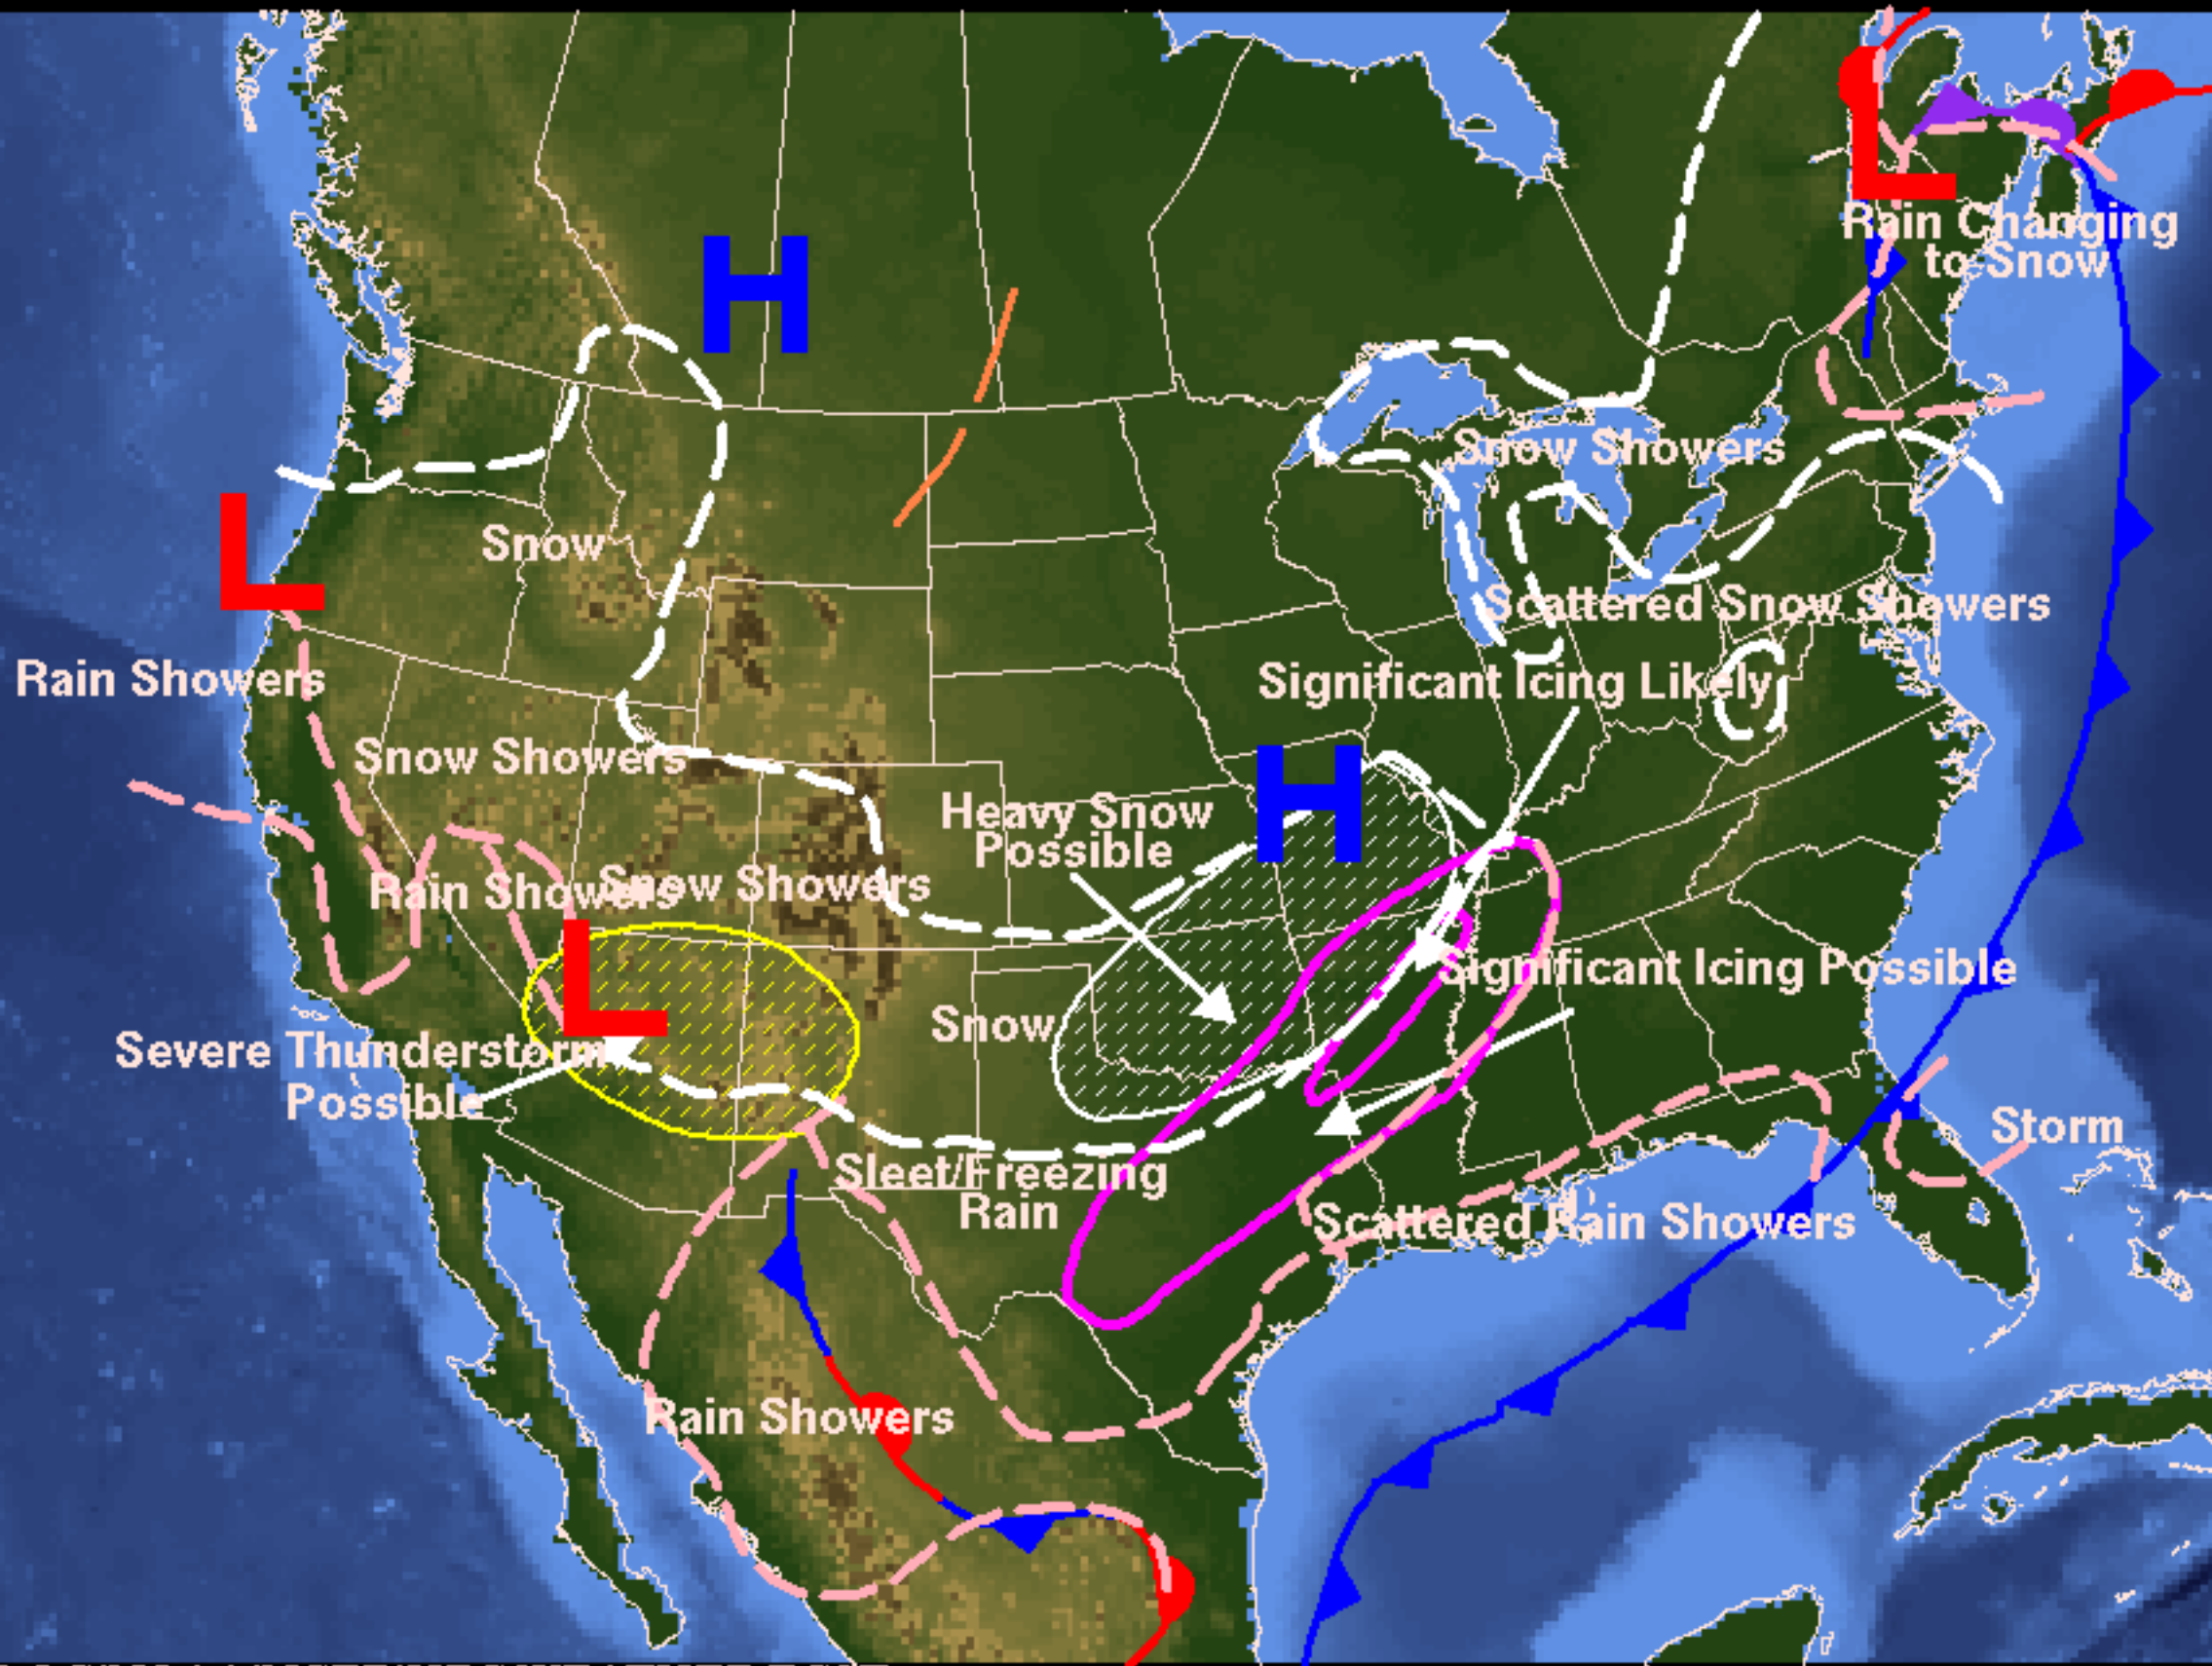 H
L
Rain Changing
to Snow
Snow Showers
L
Snow
Scattered Snow Showers
Rain Showers
Significant Icing Likely
Snow Showers
H
Heavy Snow
Possible
Rain Showers
Snow Showers
L
Significant Icing Possible
Snow
Severe Thunderstorm
Possible
Storm
Sleet/Freezing
Rain
Scattered Rain Showers
Rain Showers